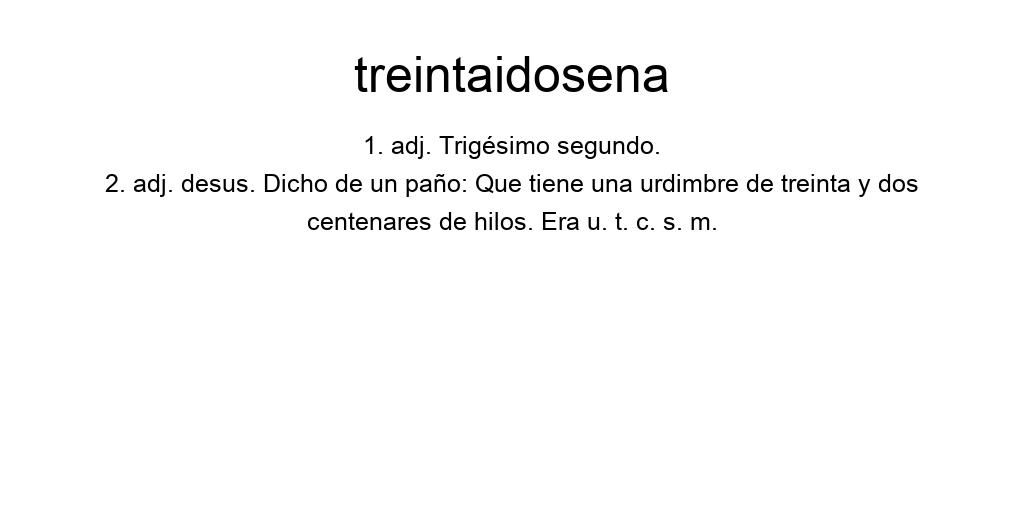 treintaidosena
1. adj. Trigésimo segundo.
2. adj. desus. Dicho de un paño: Que tiene una urdimbre de treinta y dos
centenares de hilos. Era u. t. c. s. m.